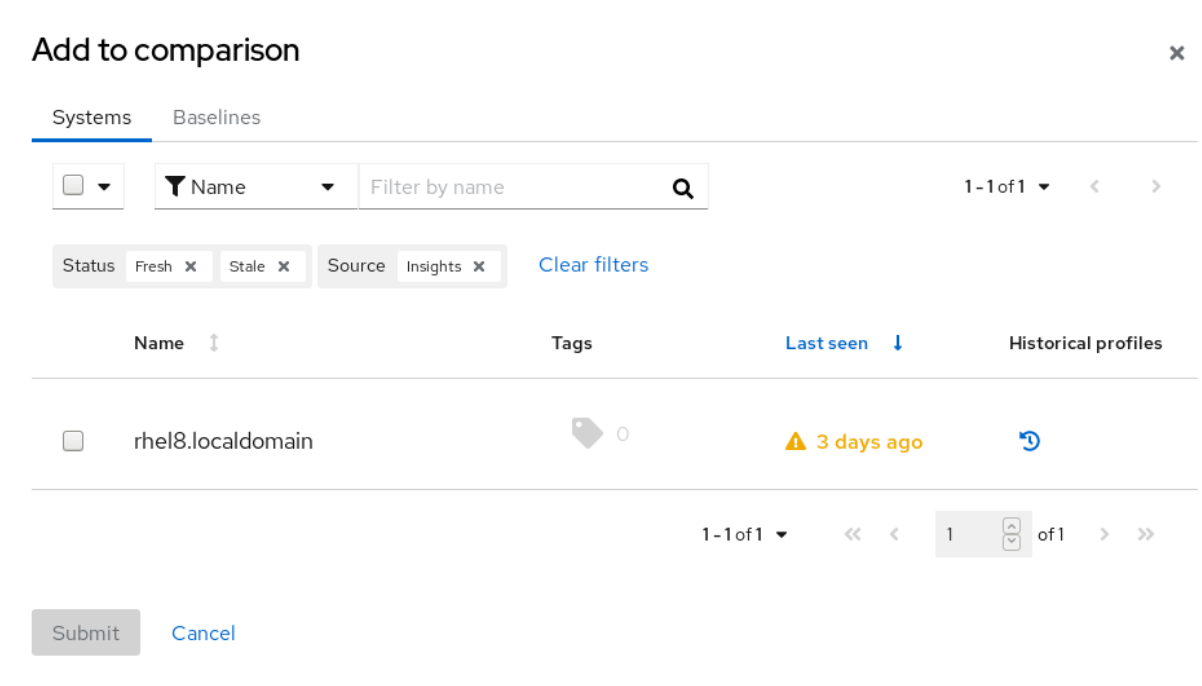 Add to comparison
Systems Baselines
Name Filter by name 1 - 1 of 1
Status Fresh Stale Source Insights Clear filters
Name Tags Last seen Historical profiles
rhel8.localdomain 0 3 days ago
1 - 1 of 1 1 of 1
Submit Cancel